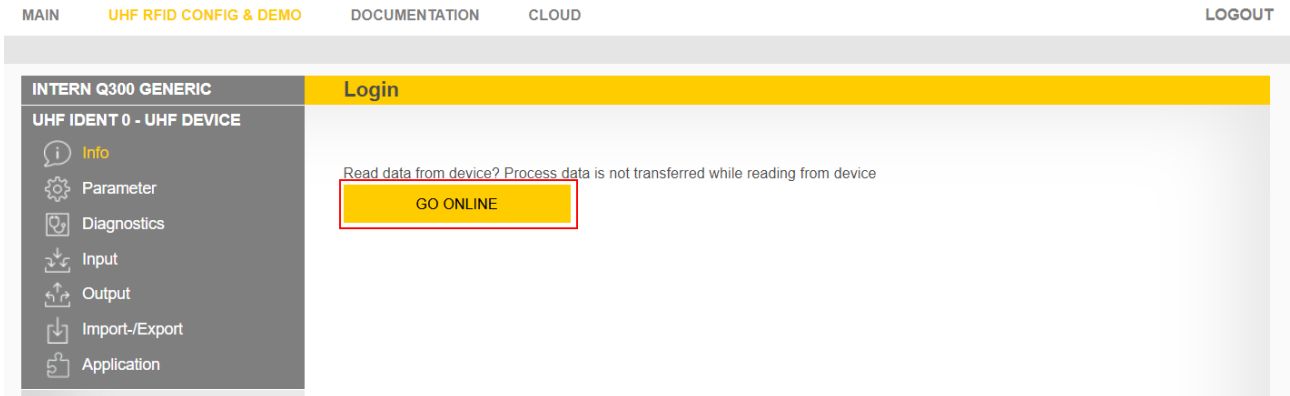 MAIN UHF RFID CONFIG & DEMO DOCUMENTATION CLOUD LOGOUT
INTERN Q300 GENERIC
UHF IDENT 0 - UHF DEVICE
Info
Parameter
Diagnostics
Input
Output
Import-/Export
Application
Login
Read data from device? Process data is not transferred while reading from device
GO ONLINE